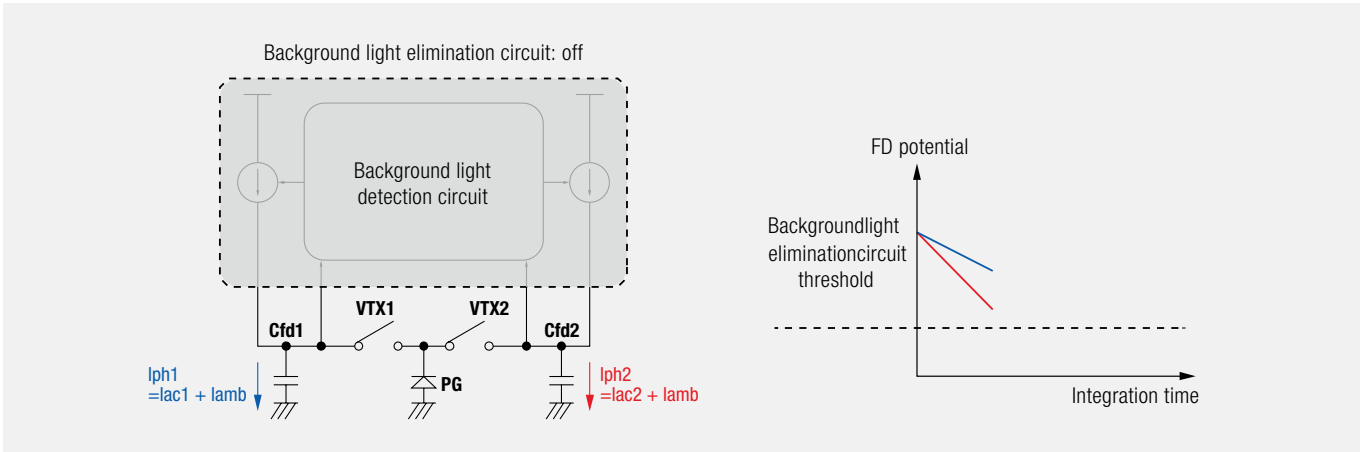 Background light elimination circuit: off
Background light
detection circuit
VTX1
VTX2
Cfd1
Cfd2
Iph1
=Iac1 + Iamb
PG
Iph2
=Iac2 + Iamb
FD potential
Backgroundlight
eliminationcircuit
threshold
Integration time